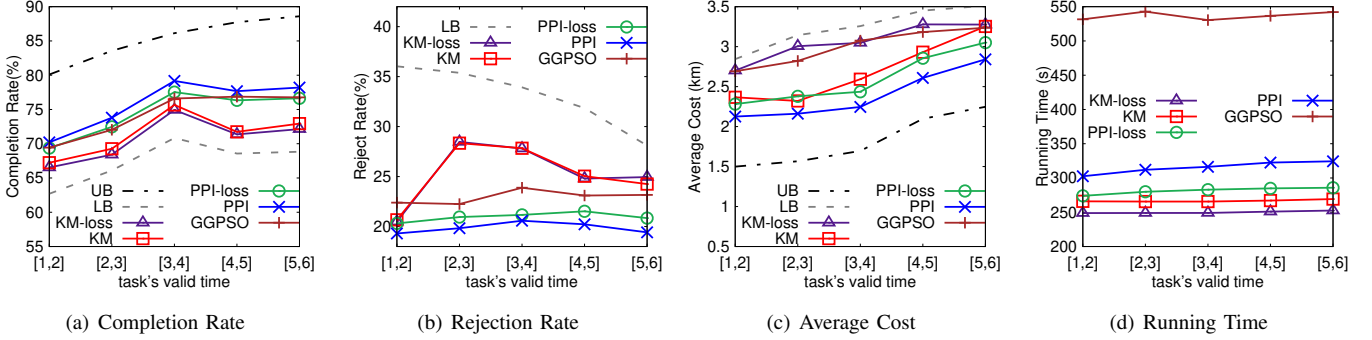 Completion Rate(%)
90
85
80
75
70
65
60
55
UB
LB
KM-loss
KM
PPI-loss
PPI
GGPSO
[1,2] [2,3] [3,4] [4,5] [5,6]
task's valid time
(a) Completion Rate
Reject Rate(%)
40
35
30
25
20
LB
KM-loss
KM
PPI-loss
PPI
GGPSO
[1,2] [2,3] [3,4] [4,5] [5,6]
task's valid time
(b) Rejection Rate
Average Cost (km)
3.5
3
2.5
2
1.5
1
0.5
UB
LB
KM-loss
KM
PPI-loss
PPI
GGPSO
[1,2] [2,3] [3,4] [4,5] [5,6]
task's valid time
(c) Average Cost
Running Time (s)
550
500
450
400
350
300
250
200
KM-loss
KM
PPI-loss
PPI
GGPSO
[1,2] [2,3] [3,4] [4,5] [5,6]
task's valid time
(d) Running Time